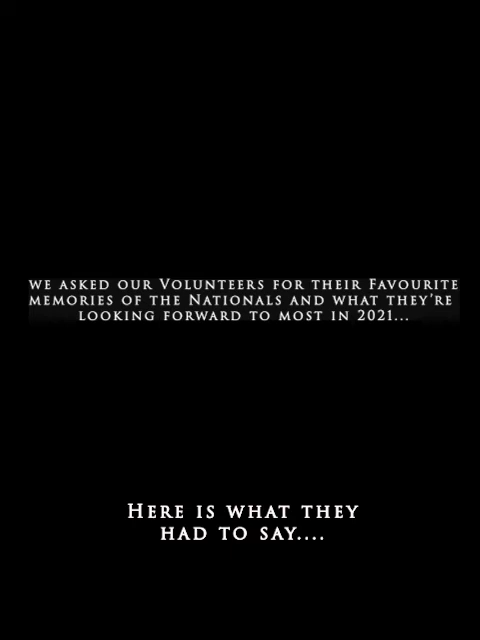 we asked our Volunteers for their Favourite
memories of the Nationals and what they're
looking forward to most in 2021...
Here is what they
had to say....